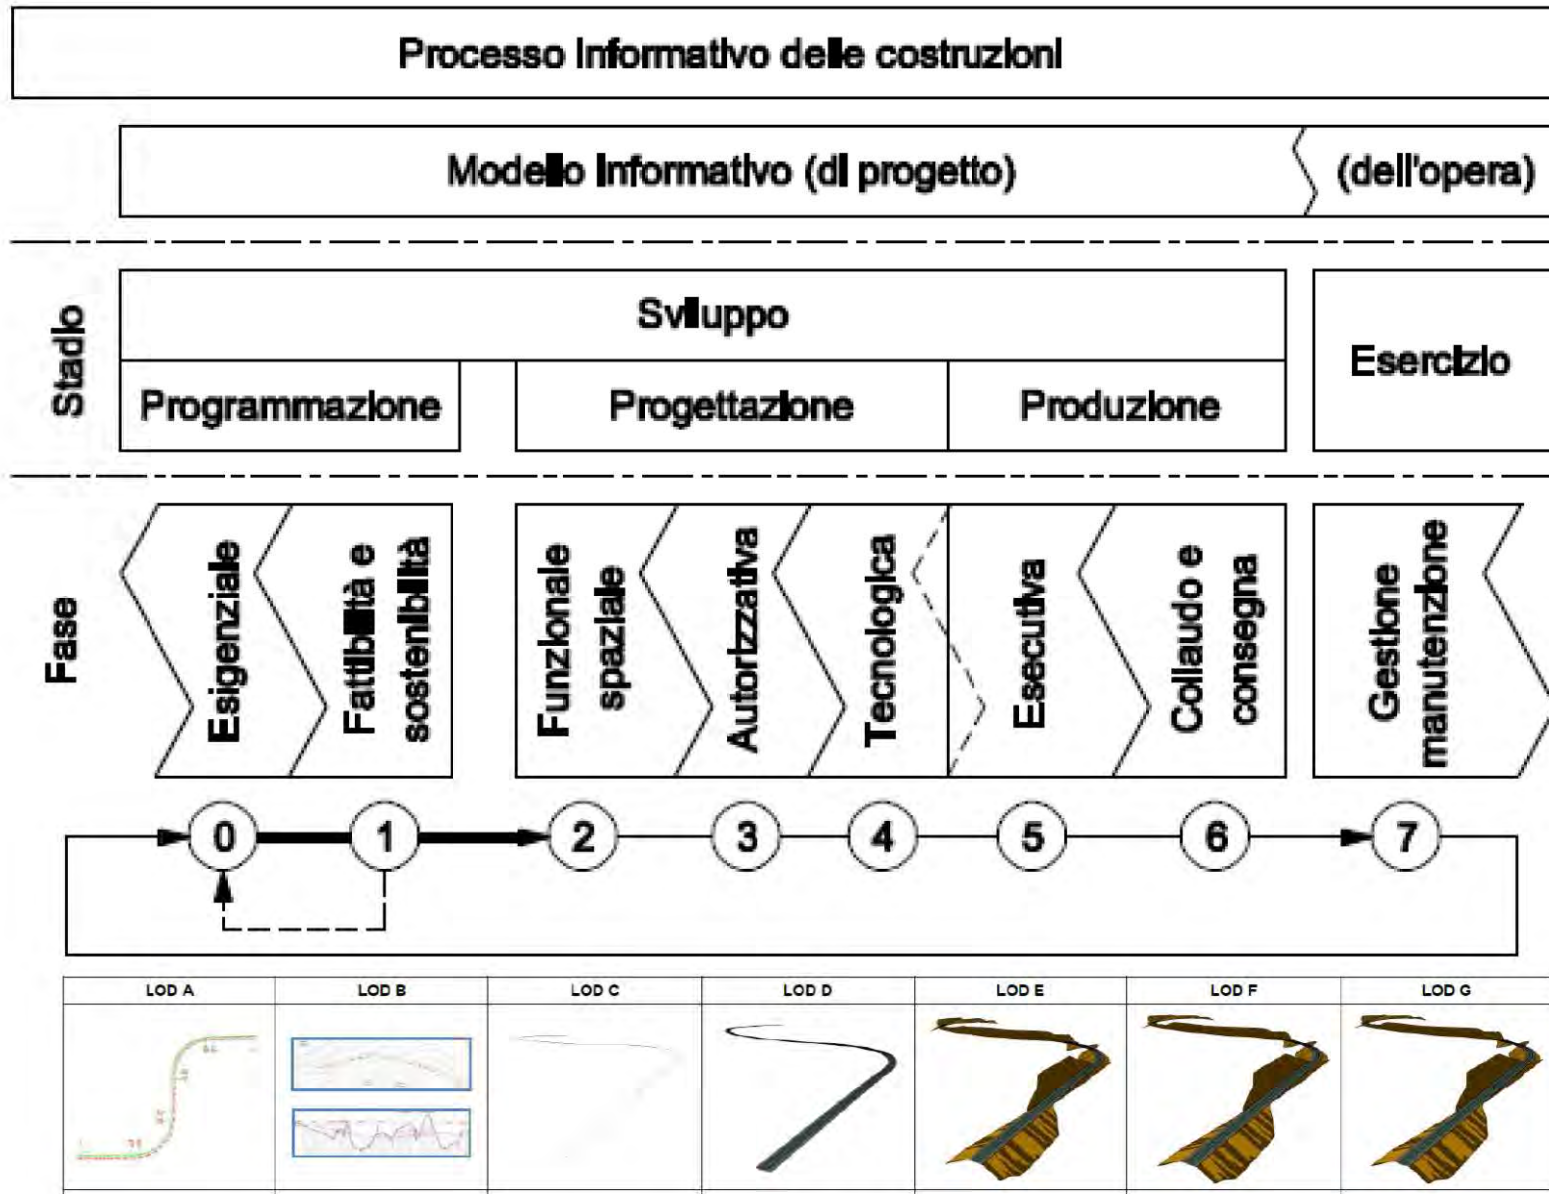 Processo informativo delle costruzioni
Modello informativo (di progetto)
(dell'opera)
Stadio
Sviluppo
Esercizio
Programmazione
Progettazione
Produzione
Fase
Esigenziale
Fattibilità e
sostenibilità
Funzionale
spaziale
Autorizzativa
Tecnologica
Esecutiva
Collaudo e
consegna
Gestione
manutenzione
0
1
2
3
4
5
6
7
LOD A
LOD B
LOD C
LOD D
LOD E
LOD F
LOD G